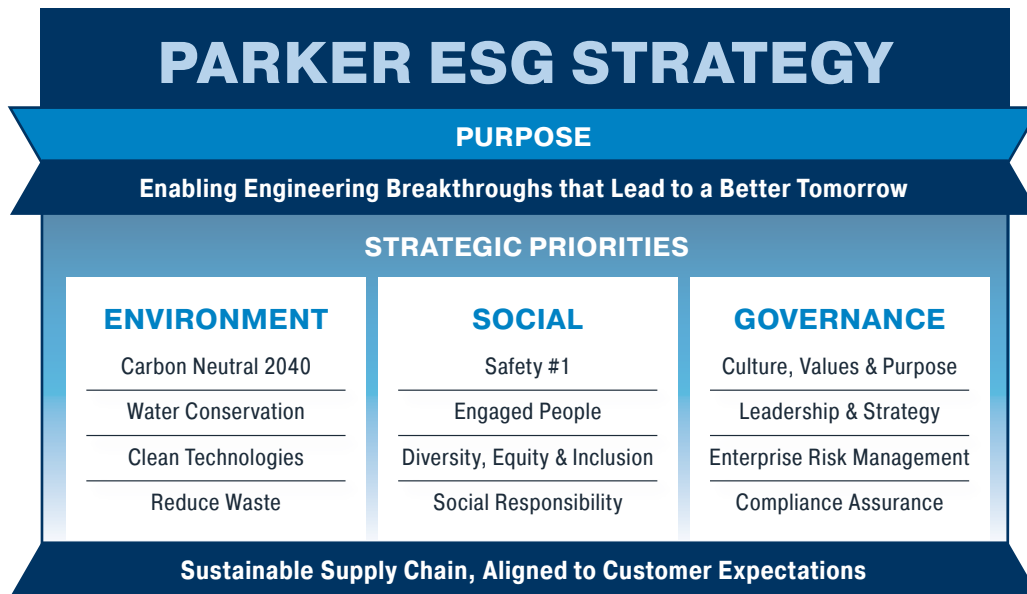 PARKER ESG STRATEGY
PURPOSE
Enabling Engineering Breakthroughs that Lead to a Better Tomorrow
STRATEGIC PRIORITIES
ENVIRONMENT
Carbon Neutral 2040
Water Conservation
Clean Technologies
Reduce Waste
SOCIAL
Safety #1
Engaged People
Diversity, Equity & Inclusion
Social Responsibility
GOVERNANCE
Culture, Values & Purpose
Leadership & Strategy
Enterprise Risk Management
Compliance Assurance
Sustainable Supply Chain, Aligned to Customer Expectations